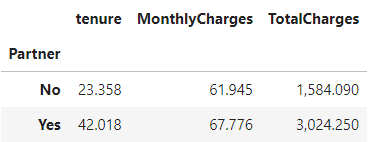 tenure MonthlyCharges TotalCharges
Partner
No 23.358 61.945 1,584.090
Yes 42.018 67.776 3,024.250